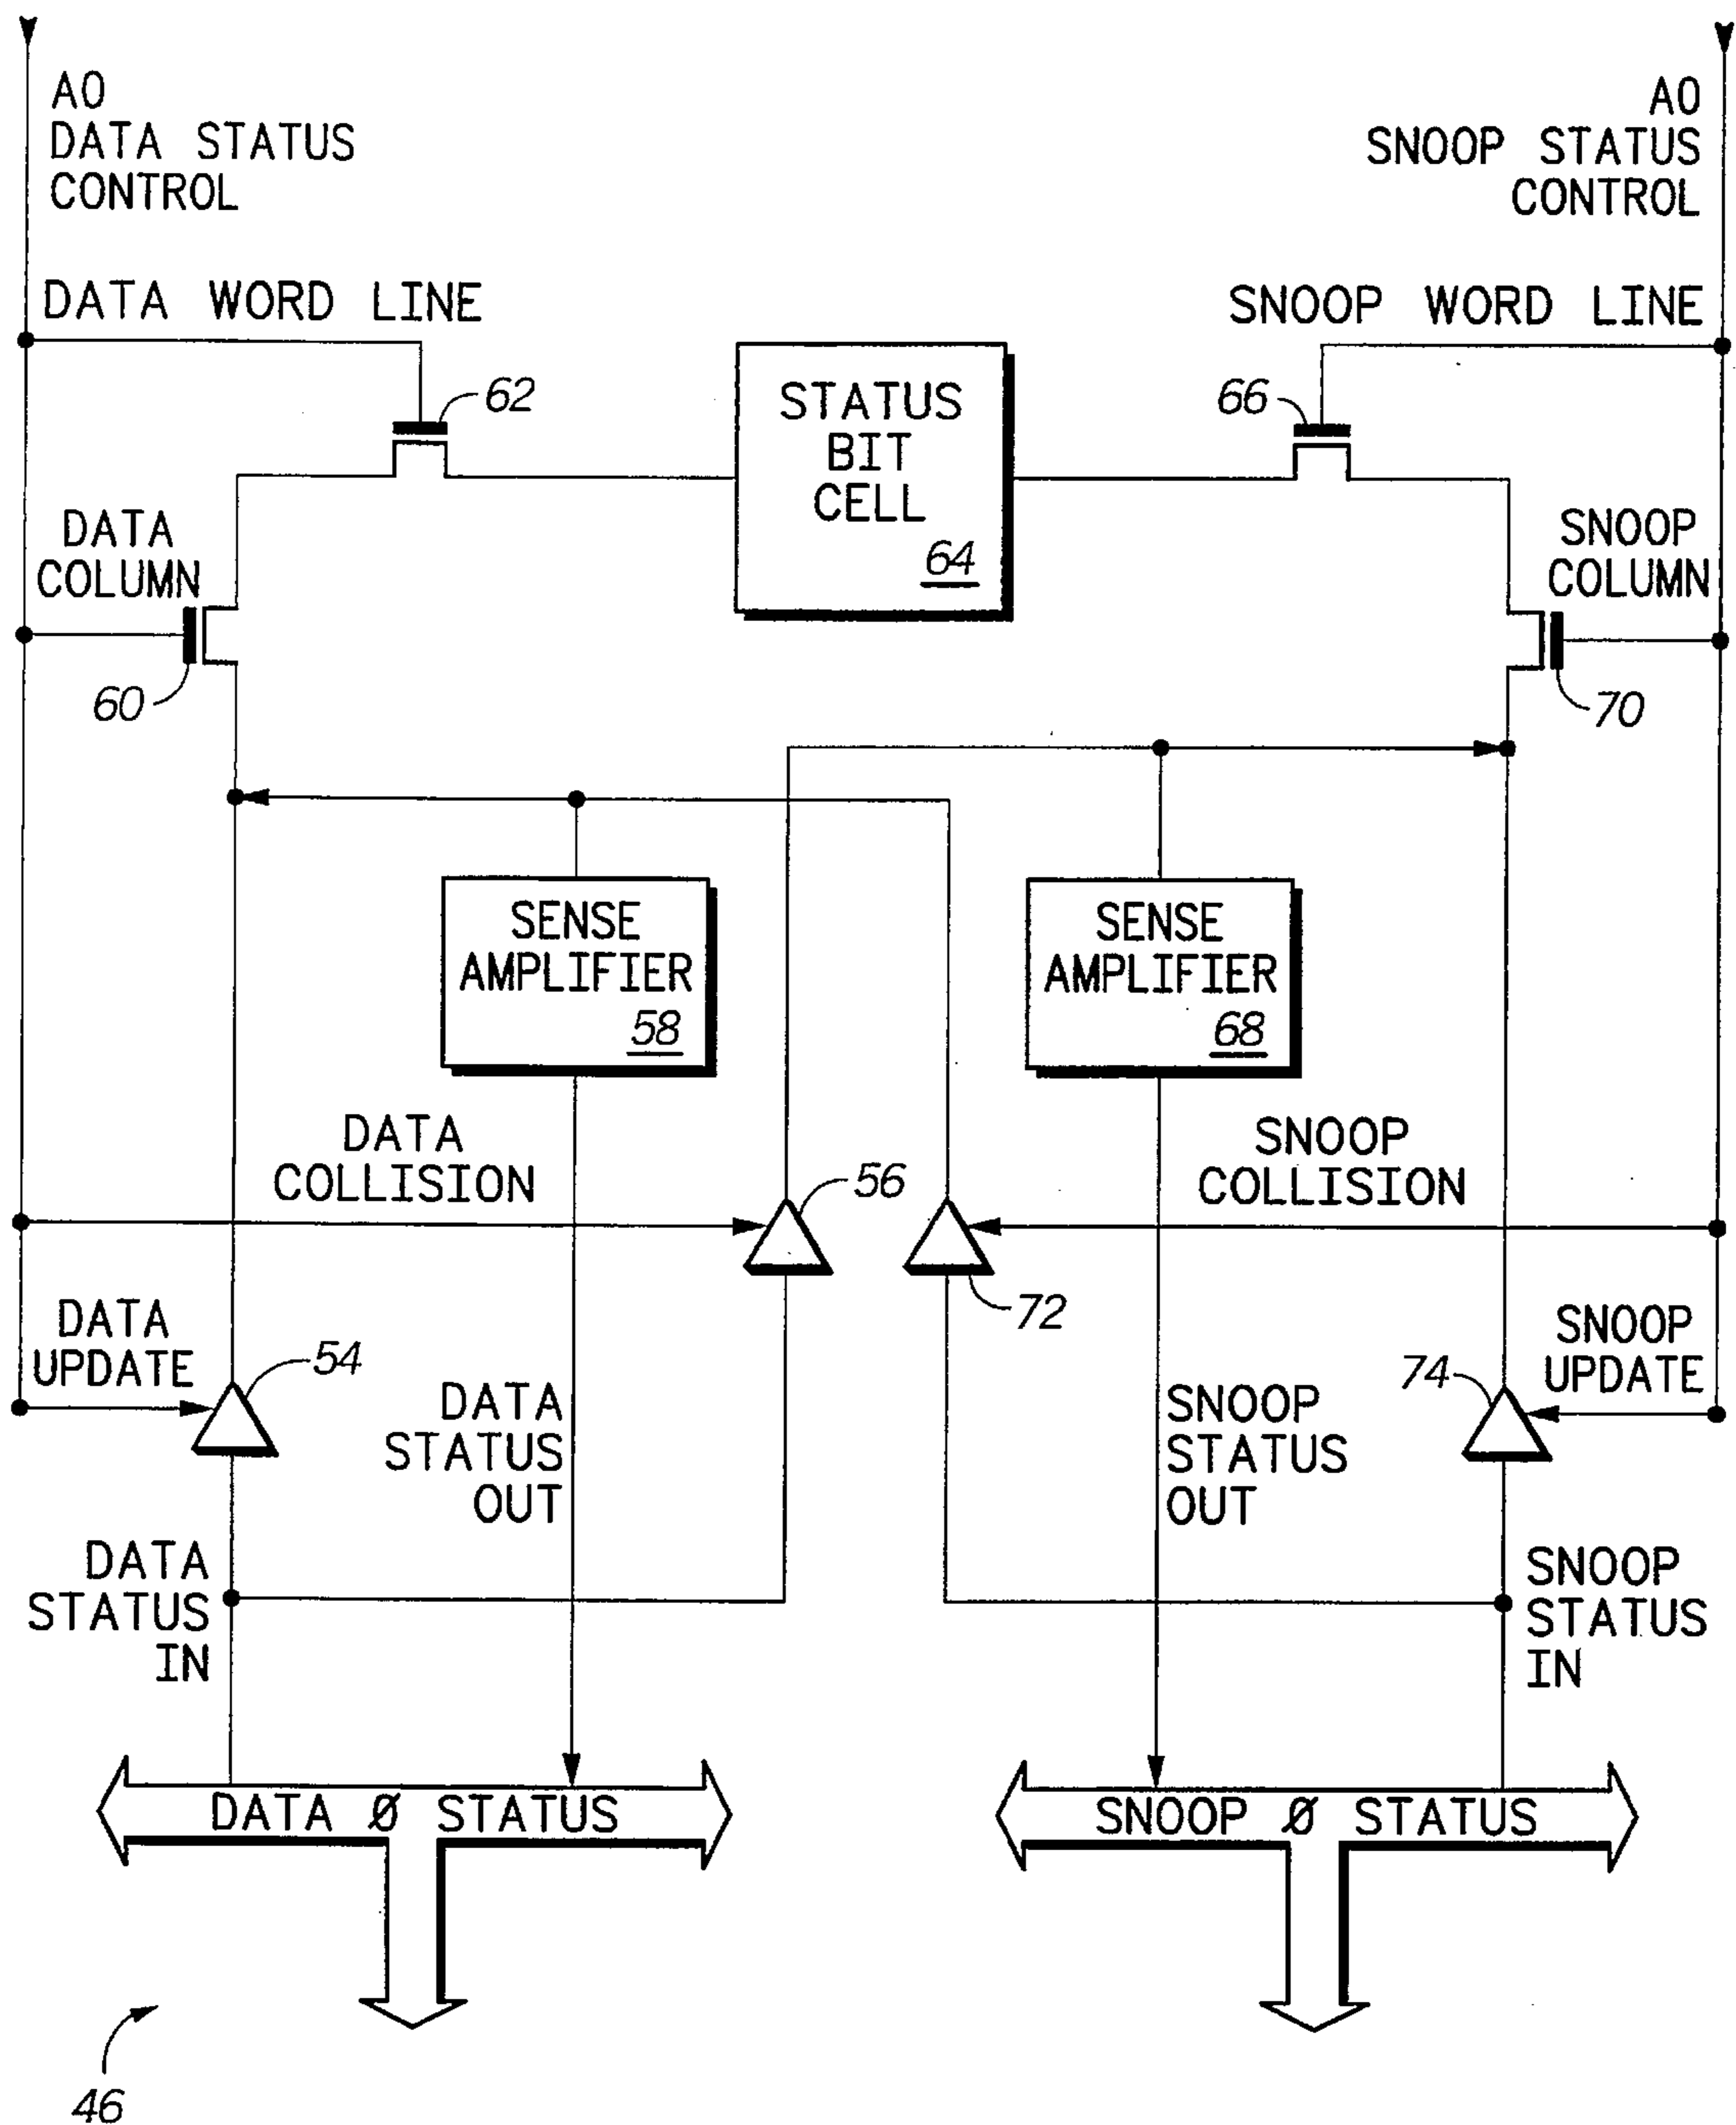 A0
DATA STATUS
CONTROL
A0
SNOOP STATUS
CONTROL
DATA WORD LINE
SNOOP WORD LINE
62
STATUS
BIT
CELL
64
66
DATA
COLUMN
60
SNOOP
COLUMN
70
SENSE
AMPLIFIER
58
SENSE
AMPLIFIER
68
DATA
COLLISION
56
SNOOP
COLLISION
72
DATA
UPDATE
54
SNOOP
UPDATE
74
DATA
STATUS
OUT
SNOOP
STATUS
OUT
DATA
STATUS
IN
SNOOP
STATUS
IN
DATA Ø STATUS
SNOOP Ø STATUS
46